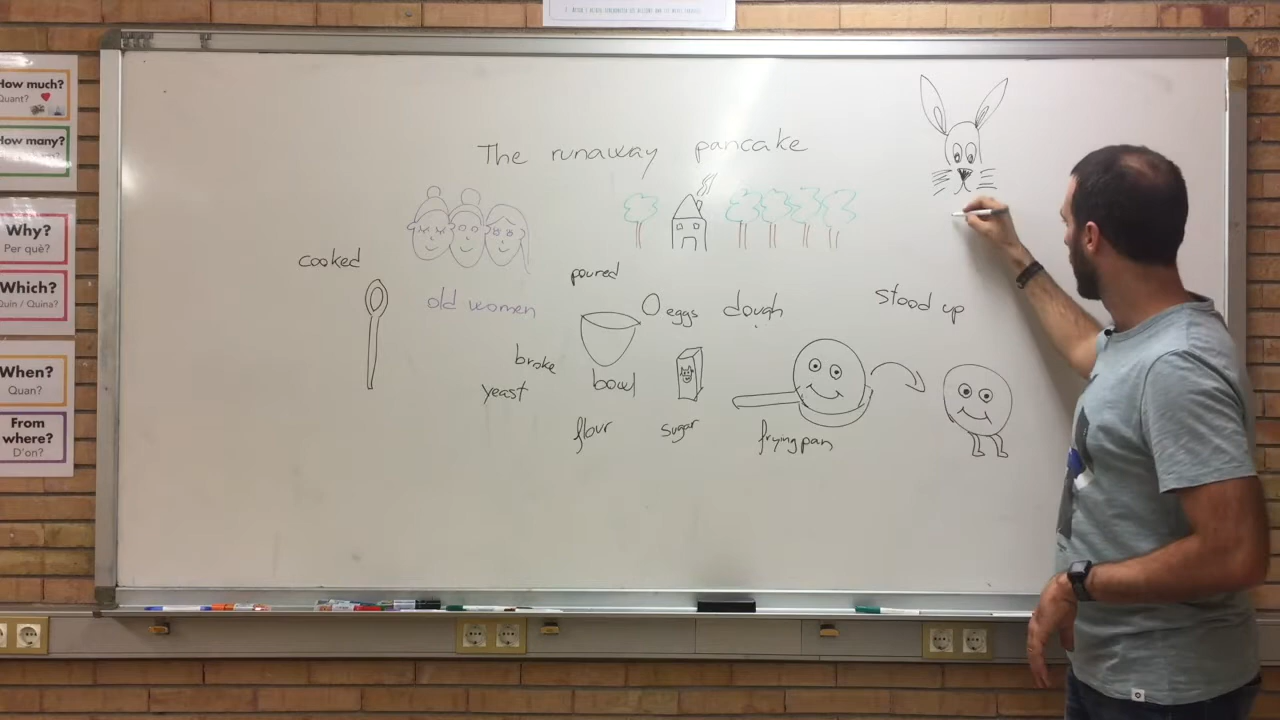 How much?
Quant?
How many?
Why?
Per què?
Which?
Quin / Quina?
When?
Quan?
From where?
D'on?
The runaway pancake
cooked
old women
poured
eggs
dough
stood up
broke
yeast
bowl
flour
sugar
frying pan